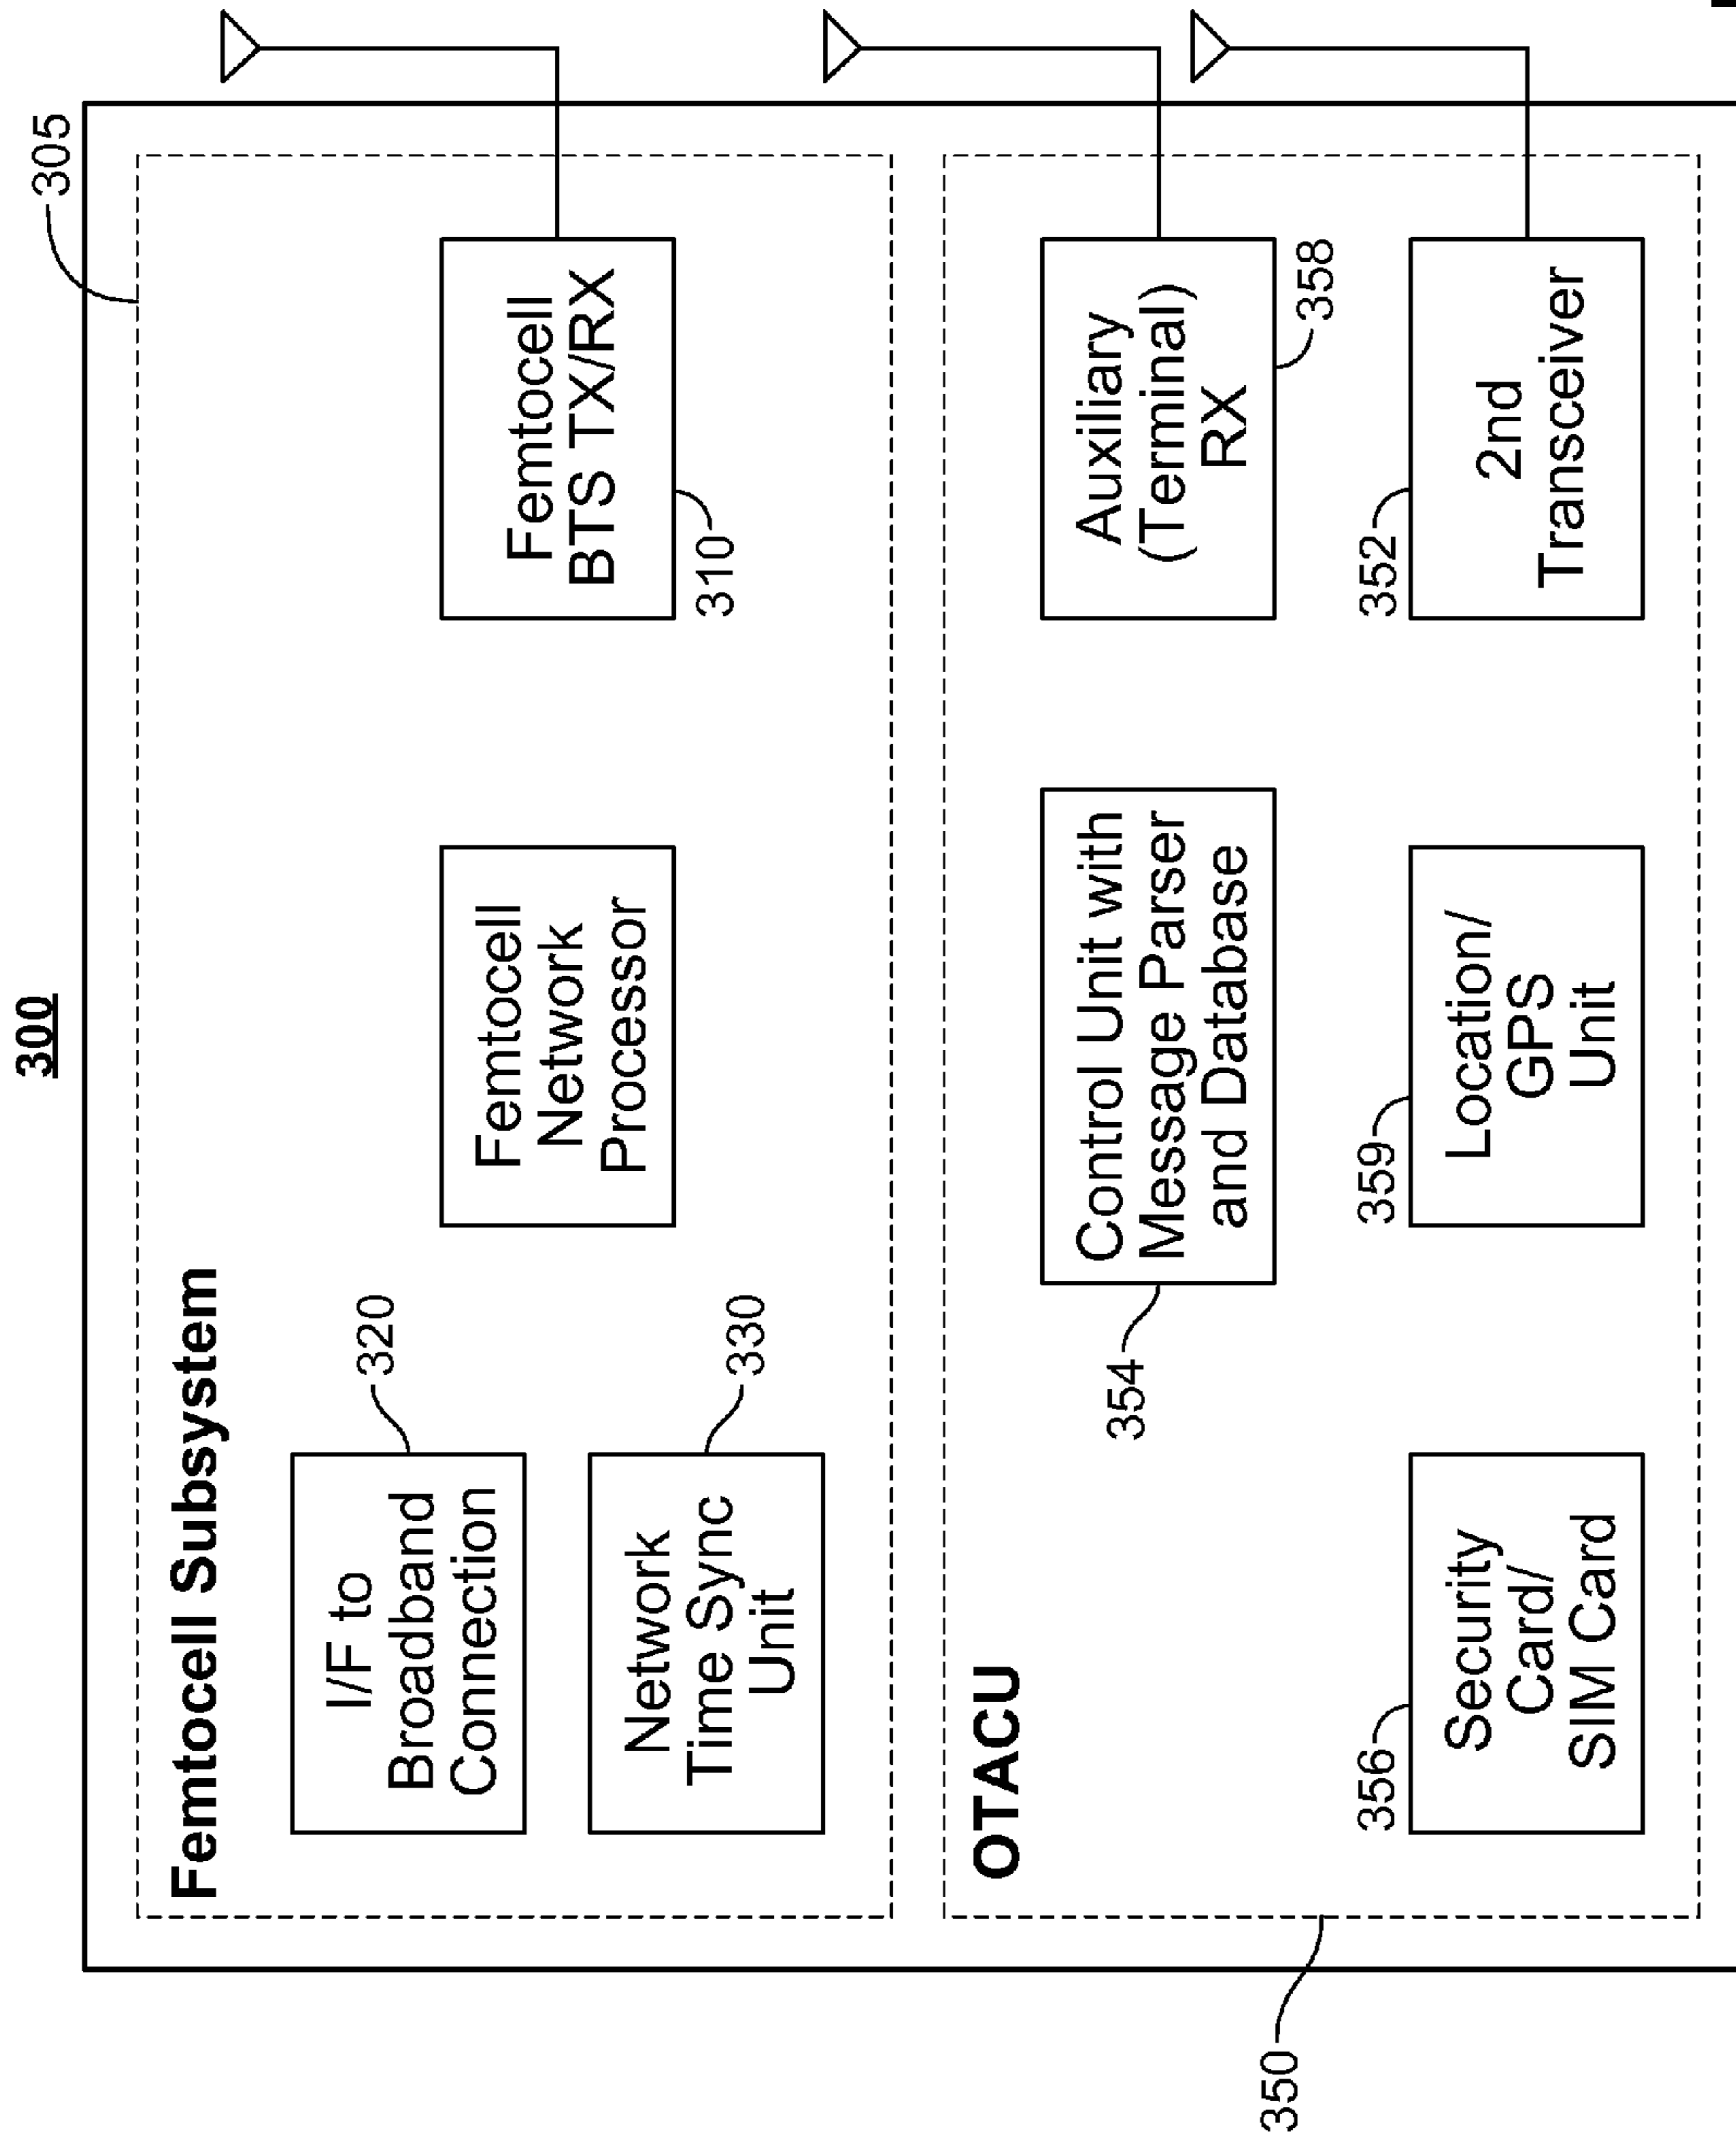 300
305
Femtocell Subsystem
I/F to
Broadband
Connection
320
Network
Time Sync
Unit
330
Femtocell
Network
Processor
Femtocell
BTS TX/RX
310
OTACU
350
Control Unit with
Message Parser
and Database
354
Auxiliary
(Terminal)
RX
358
Security
Card/
SIM Card
356
Location/
GPS
Unit
359
2nd
Transceiver
352